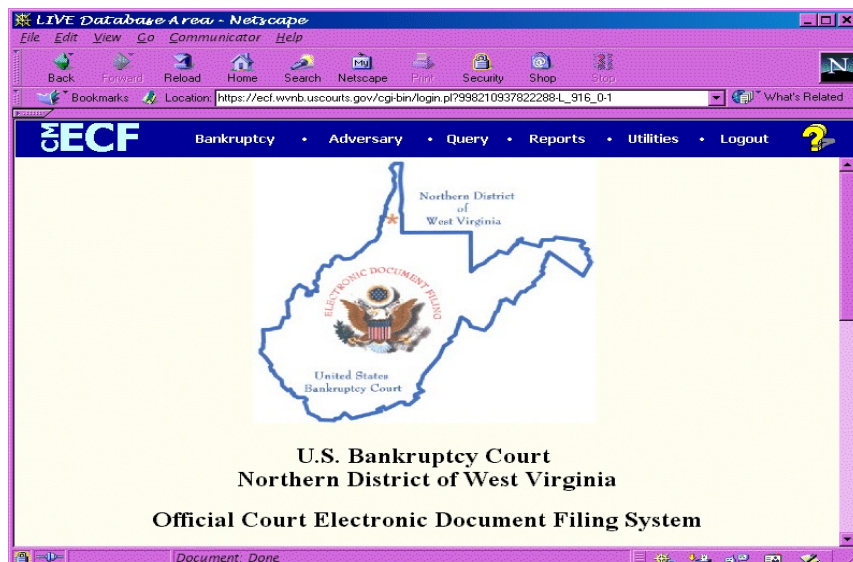 LIVE Database Area - Netscape
File Edit View Go Communicator Help
Back Forward Reload Home Search Netscape Print Security Shop Stop
N
Bookmarks Location: https://ecf.wvnb.uscourts.gov/cgi-bin/login.pl?998210937822288-L_916_0-1 What's Related
CM ECF Bankruptcy • Adversary • Query • Reports • Utilities • Logout ?
Northern District
of
West Virginia
ELECTRONIC DOCUMENT FILING
United States
Bankruptcy Court
U.S. Bankruptcy Court
Northern District of West Virginia
Official Court Electronic Document Filing System
Document: Done